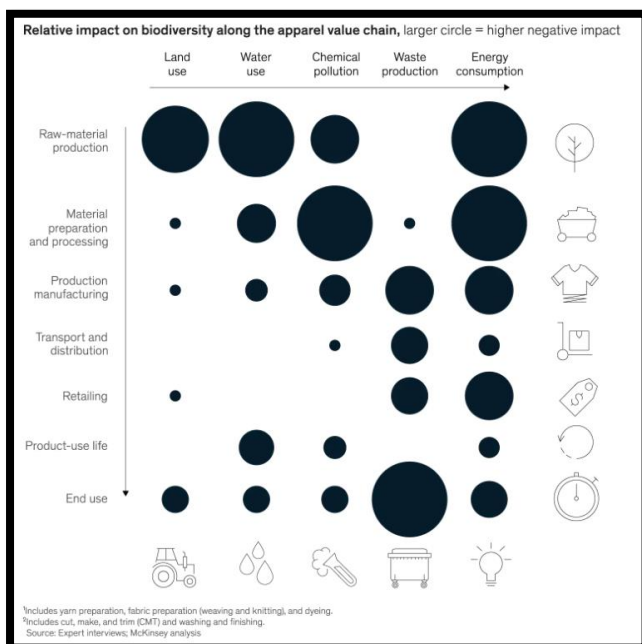 Relative impact on biodiversity along the apparel value chain, larger circle = higher negative impact
Land use
Water use
Chemical pollution
Waste production
Energy consumption
Raw-material production
Material preparation and processing
Production manufacturing
Transport and distribution
Retailing
Product-use life
End use
$
¹Includes yarn preparation, fabric preparation (weaving and knitting), and dyeing.
²Includes cut, make, and trim (CMT) and washing and finishing.
Source: Expert interviews; McKinsey analysis